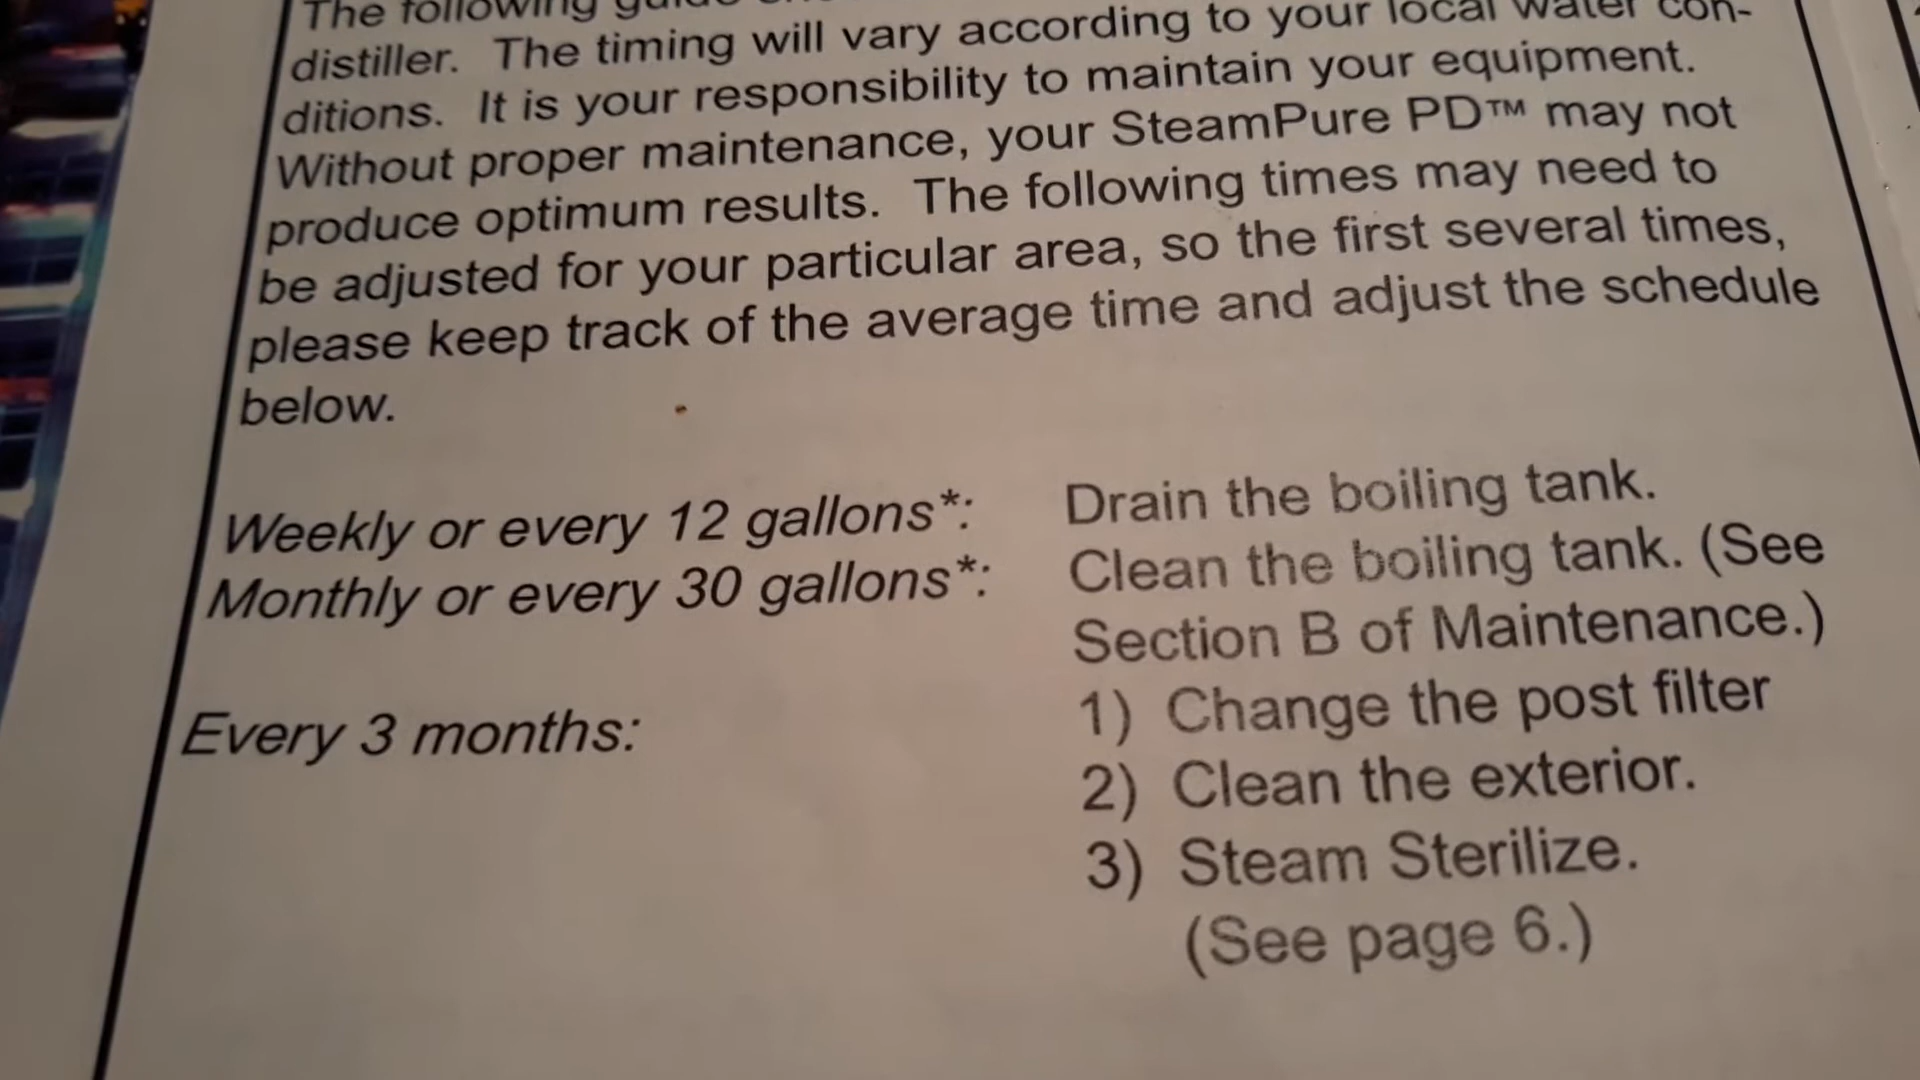 The following
distiller. The timing will vary according to your local water con-
ditions. It is your responsibility to maintain your equipment.
Without proper maintenance, your SteamPure PD™ may not
produce optimum results. The following times may need to
be adjusted for your particular area, so the first several times,
please keep track of the average time and adjust the schedule
below.
Weekly or every 12 gallons*: Drain the boiling tank.
Monthly or every 30 gallons*: Clean the boiling tank. (See
Section B of Maintenance.)
Every 3 months: 1) Change the post filter
2) Clean the exterior.
3) Steam Sterilize.
(See page 6.)